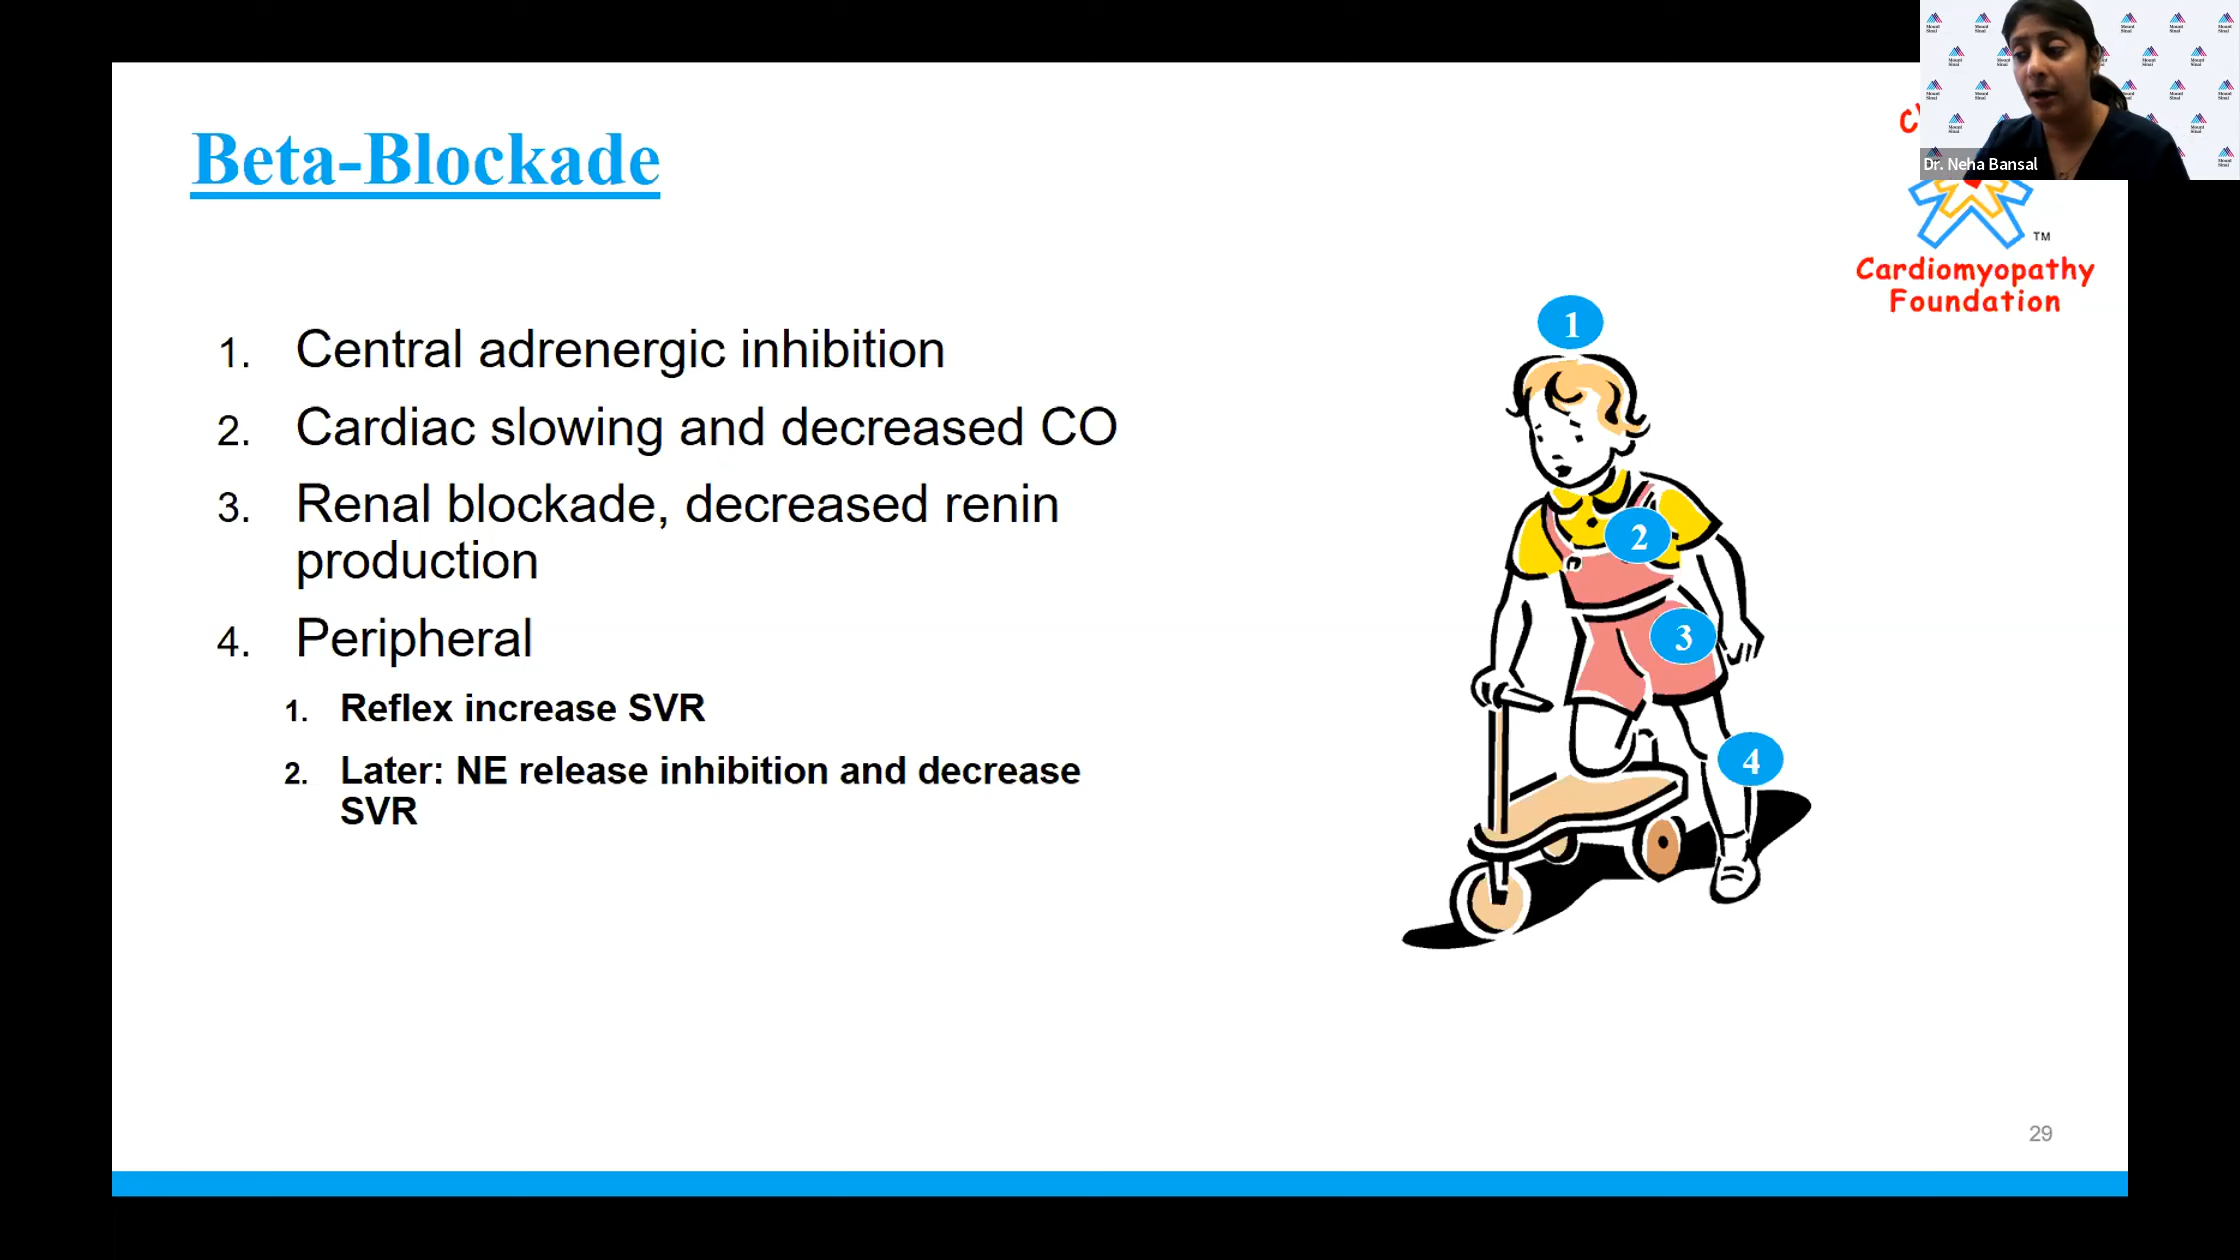 Beta-Blockade
1. Central adrenergic inhibition
2. Cardiac slowing and decreased CO
3. Renal blockade, decreased renin
production
4. Peripheral
1. Reflex increase SVR
2. Later: NE release inhibition and decrease
SVR
1
2
3
4
Dr. Neha Bansal
TM
Cardiomyopathy
Foundation
29